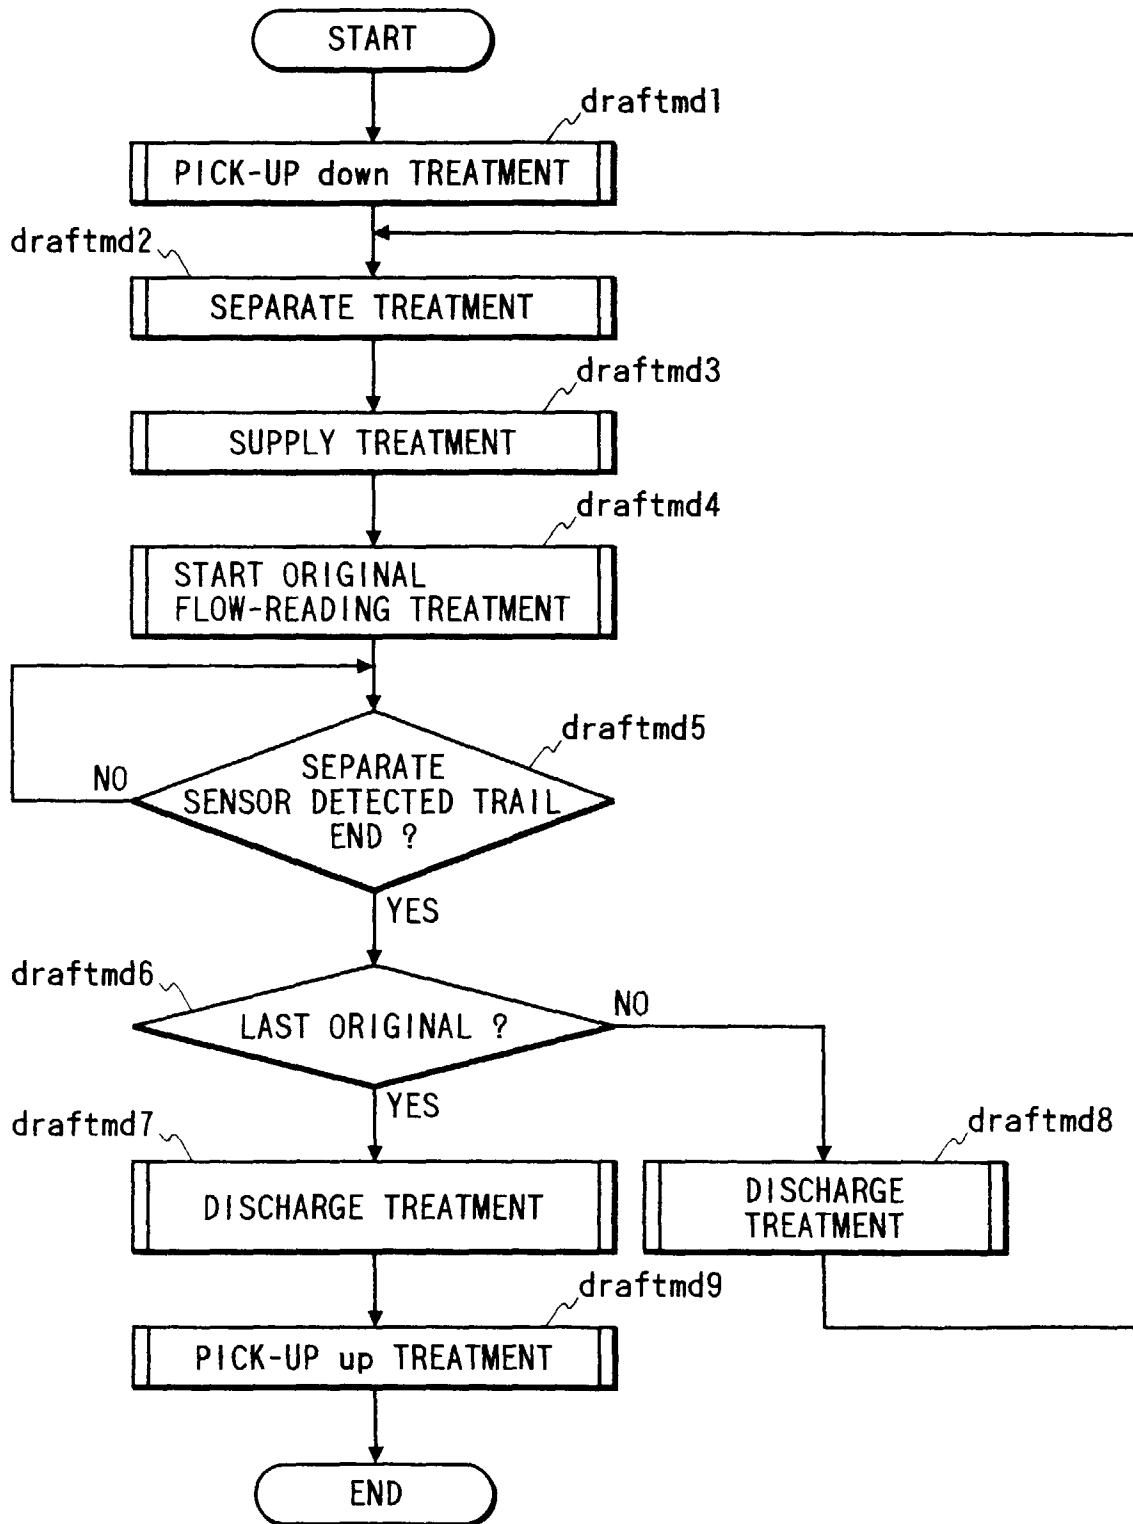 START
draftmd1
PICK-UP down TREATMENT
draftmd2
SEPARATE TREATMENT
draftmd3
SUPPLY TREATMENT
draftmd4
START ORIGINAL
FLOW-READING TREATMENT
draftmd5
SEPARATE
SENSOR DETECTED TRAIL
END ?
NO
YES
draftmd6
LAST ORIGINAL ?
NO
YES
draftmd7
DISCHARGE TREATMENT
draftmd8
DISCHARGE
TREATMENT
draftmd9
PICK-UP up TREATMENT
END